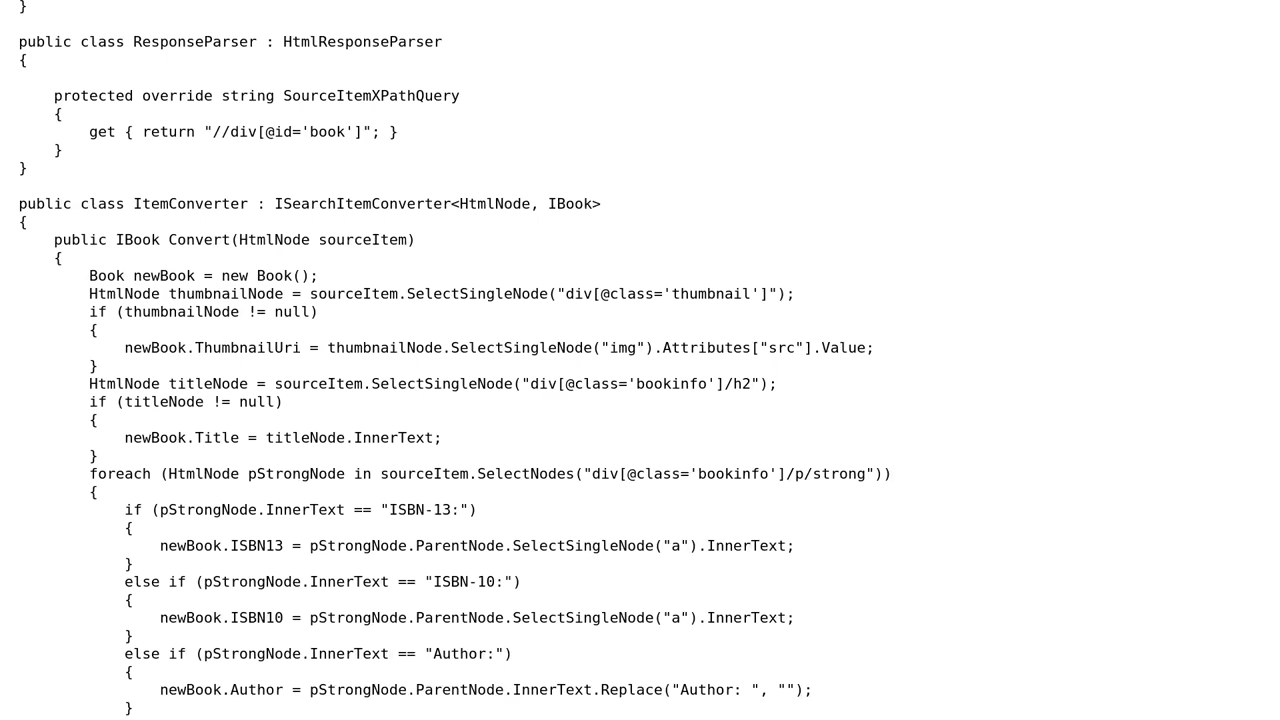 }
public class ResponseParser : HtmlResponseParser
{
protected override string SourceItemXPathQuery
{
get { return "//div[@id='book']"; }
}
}
public class ItemConverter : ISearchItemConverter<HtmlNode, IBook>
{
public IBook Convert(HtmlNode sourceItem)
{
Book newBook = new Book();
HtmlNode thumbnailNode = sourceItem.SelectSingleNode("div[@class='thumbnail']");
if (thumbnailNode != null)
{
newBook.ThumbnailUri = thumbnailNode.SelectSingleNode("img").Attributes["src"].Value;
}
HtmlNode titleNode = sourceItem.SelectSingleNode("div[@class='bookinfo']/h2");
if (titleNode != null)
{
newBook.Title = titleNode.InnerText;
}
foreach (HtmlNode pStrongNode in sourceItem.SelectNodes("div[@class='bookinfo']/p/strong"))
{
if (pStrongNode.InnerText == "ISBN-13:")
{
newBook.ISBN13 = pStrongNode.ParentNode.SelectSingleNode("a").InnerText;
}
else if (pStrongNode.InnerText == "ISBN-10:")
{
newBook.ISBN10 = pStrongNode.ParentNode.SelectSingleNode("a").InnerText;
}
else if (pStrongNode.InnerText == "Author:")
{
newBook.Author = pStrongNode.ParentNode.InnerText.Replace("Author: ", "");
}